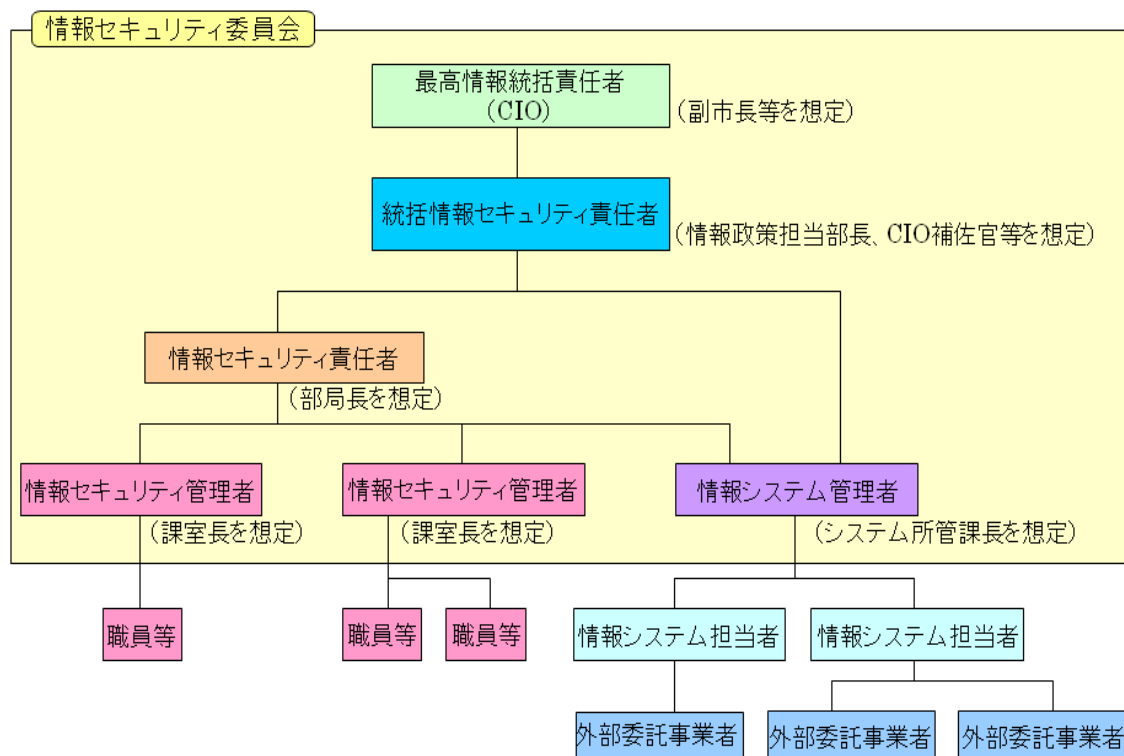 情報セキュリティ委員会
最高情報統括責任者
（CIO）
（副市長等を想定）
統括情報セキュリティ責任者
（情報政策担当部長、CIO補佐官等を想定）
情報セキュリティ責任者
（部局長を想定）
情報セキュリティ管理者
情報セキュリティ管理者
情報システム管理者
（課室長を想定）
（課室長を想定）
（システム所管課長を想定）
職員等
職員等
職員等
情報システム担当者
情報システム担当者
外部委託事業者
外部委託事業者
外部委託事業者